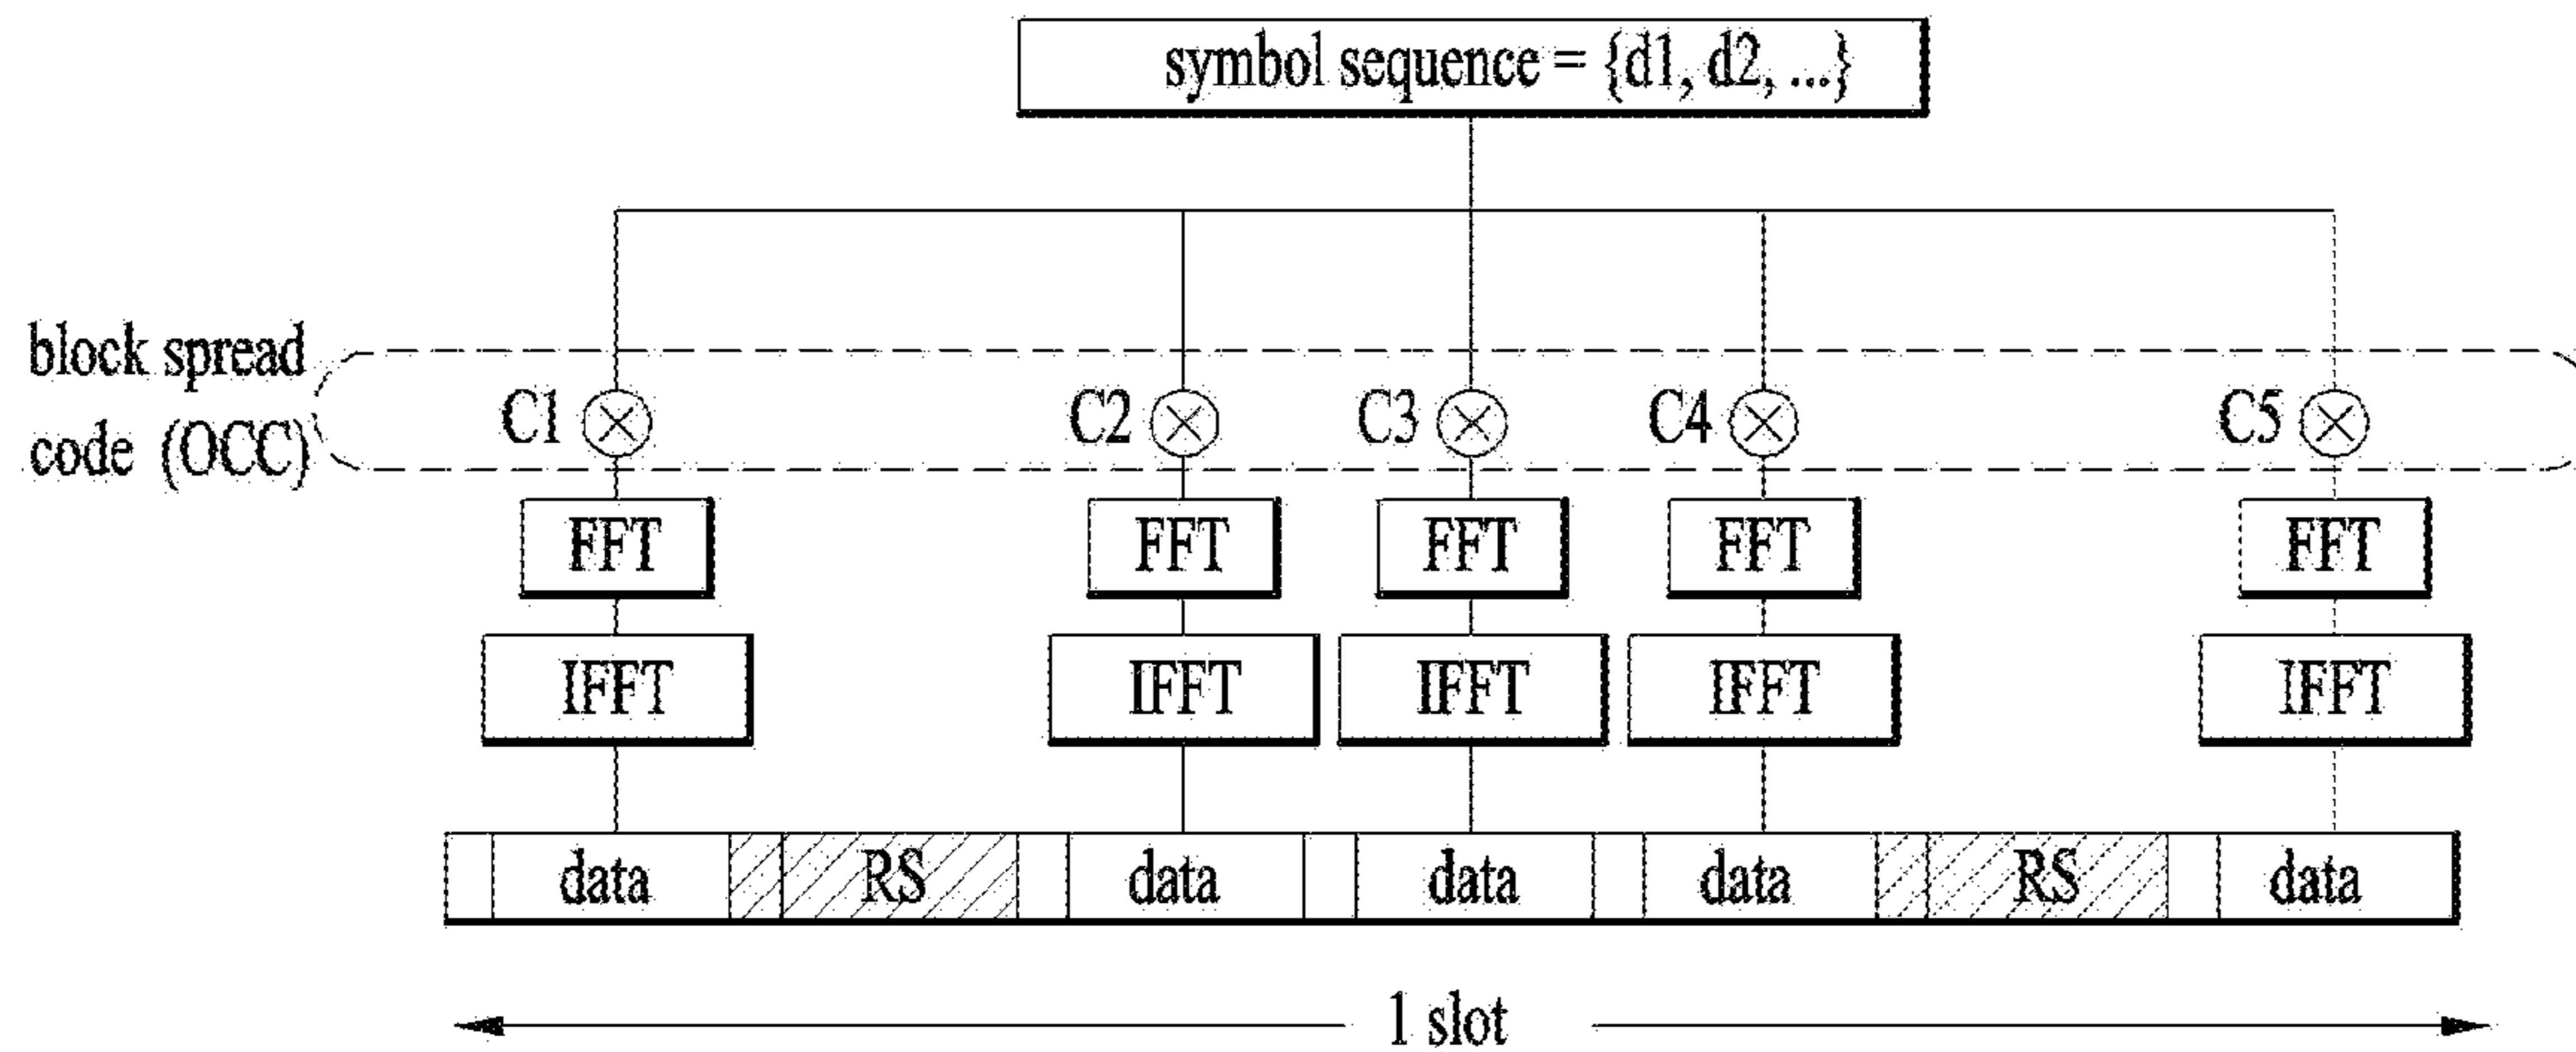 symbol sequence = {d1, d2, ...}
block spread
code (OCC)
C1 C2 C3 C4 C5
FFT FFT FFT FFT FFT
IFFT IFFT IFFT IFFT IFFT
data RS data data data RS data
1 slot